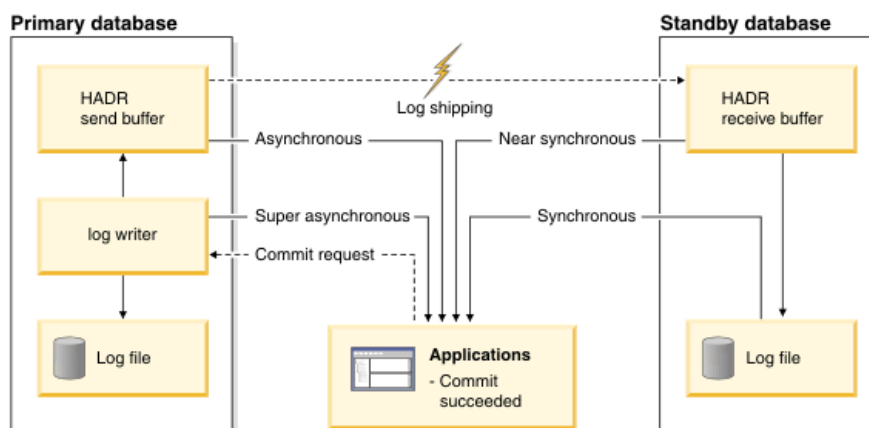 Primary database
Standby database
HADR
send buffer
Log shipping
HADR
receive buffer
Asynchronous
Near synchronous
log writer
Super asynchronous
Synchronous
Commit request
Log file
Applications
- Commit
succeeded
Log file